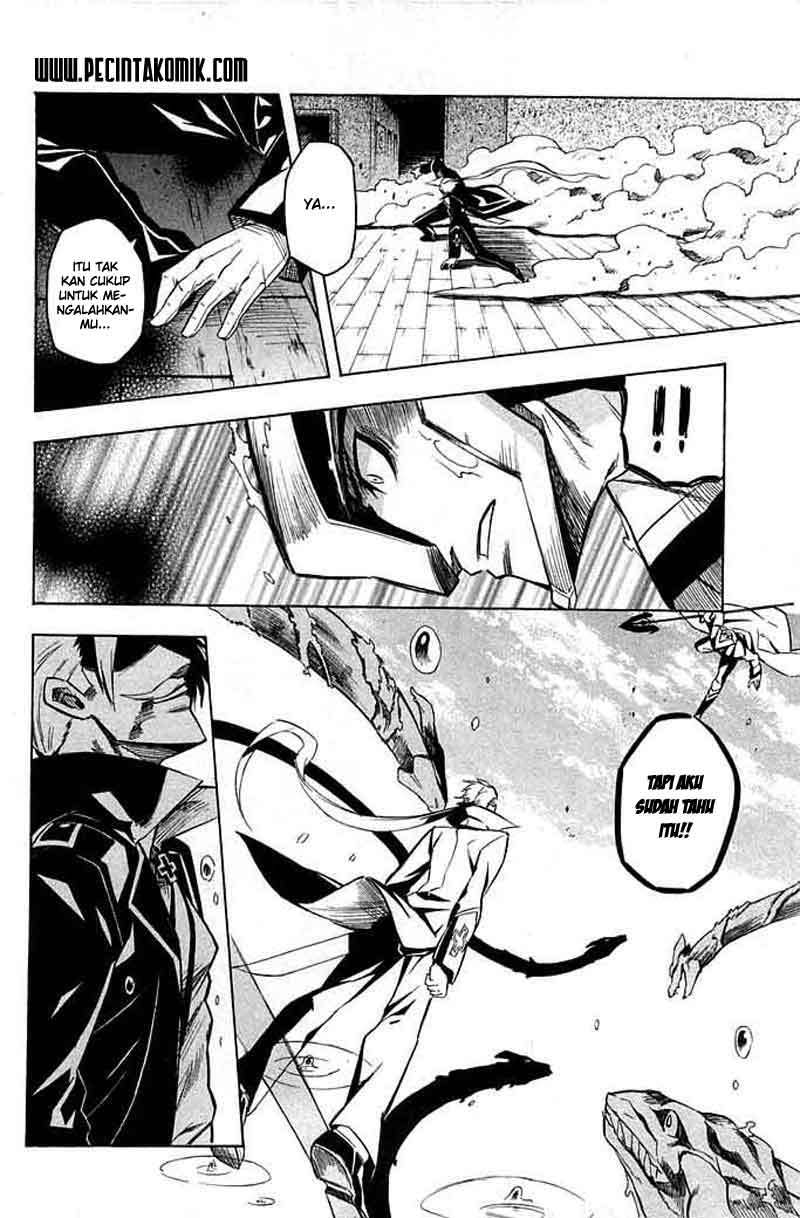 WWW.PECINTAKOMIK.COM
YA...
ITU TAK
KAN CUKUP
UNTUK ME-
NGALAHKAN-
MU...
!!
TAPI AKU
SUDAH TAHU
ITU!!